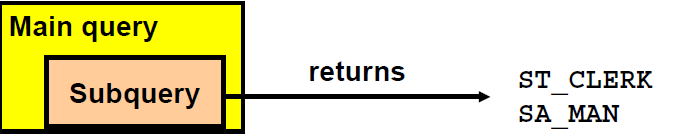 Main query
Subquery
returns
ST_CLERK
SA_MAN